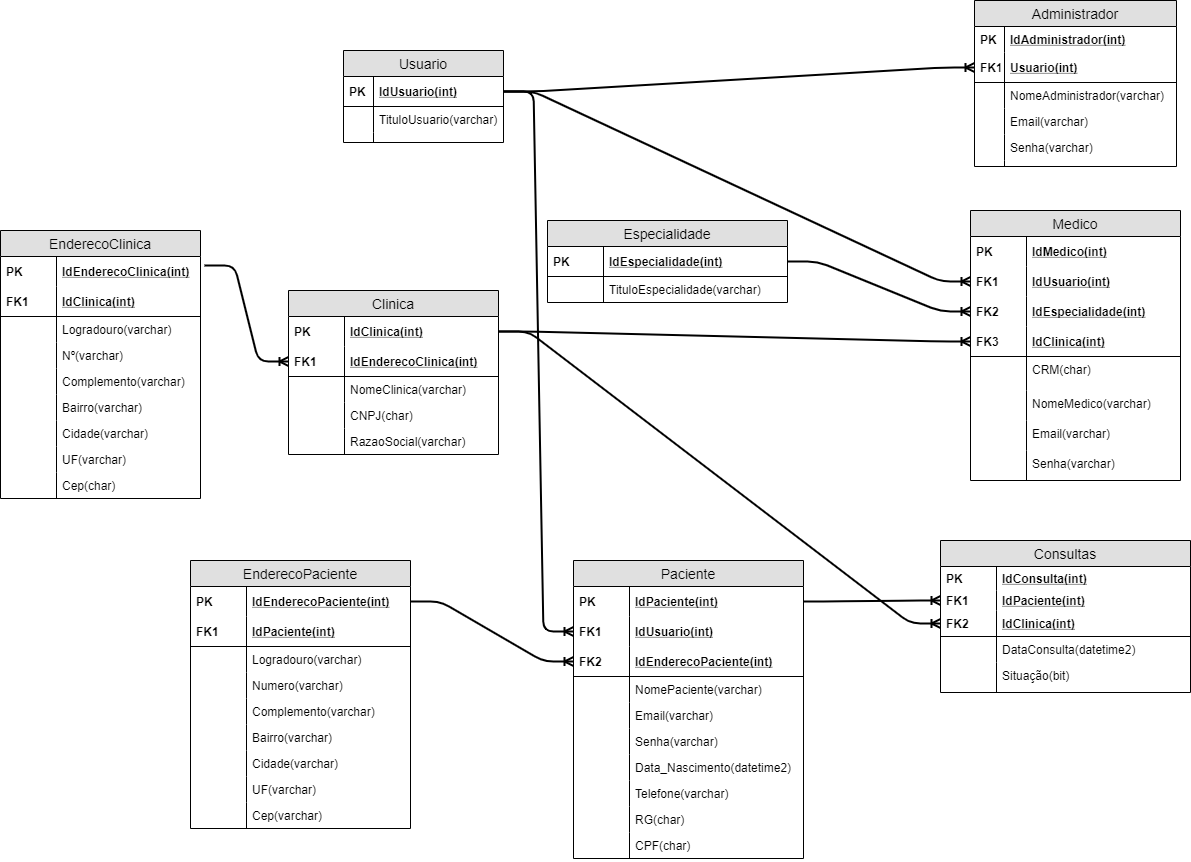 Administrador
PK IdAdministrador(int)
FK1 Usuario(int)
NomeAdministrador(varchar)
Email(varchar)
Senha(varchar)
Usuario
PK IdUsuario(int)
TituloUsuario(varchar)
Medico
PK IdMedico(int)
FK1 IdUsuario(int)
FK2 IdEspecialidade(int)
FK3 IdClinica(int)
CRM(char)
NomeMedico(varchar)
Email(varchar)
Senha(varchar)
Especialidade
PK IdEspecialidade(int)
TituloEspecialidade(varchar)
EnderecoClinica
PK IdEnderecoClinica(int)
FK1 IdClinica(int)
Logradouro(varchar)
Nº(varchar)
Complemento(varchar)
Bairro(varchar)
Cidade(varchar)
UF(varchar)
Cep(char)
Clinica
PK IdClinica(int)
FK1 IdEnderecoClinica(int)
NomeClinica(varchar)
CNPJ(char)
RazaoSocial(varchar)
EnderecoPaciente
PK IdEnderecoPaciente(int)
FK1 IdPaciente(int)
Logradouro(varchar)
Numero(varchar)
Complemento(varchar)
Bairro(varchar)
Cidade(varchar)
UF(varchar)
Cep(varchar)
Paciente
PK IdPaciente(int)
FK1 IdUsuario(int)
FK2 IdEnderecoPaciente(int)
NomePaciente(varchar)
Email(varchar)
Senha(varchar)
Data_Nascimento(datetime2)
Telefone(varchar)
RG(char)
CPF(char)
Consultas
PK IdConsulta(int)
FK1 IdPaciente(int)
FK2 IdClinica(int)
DataConsulta(datetime2)
Situação(bit)